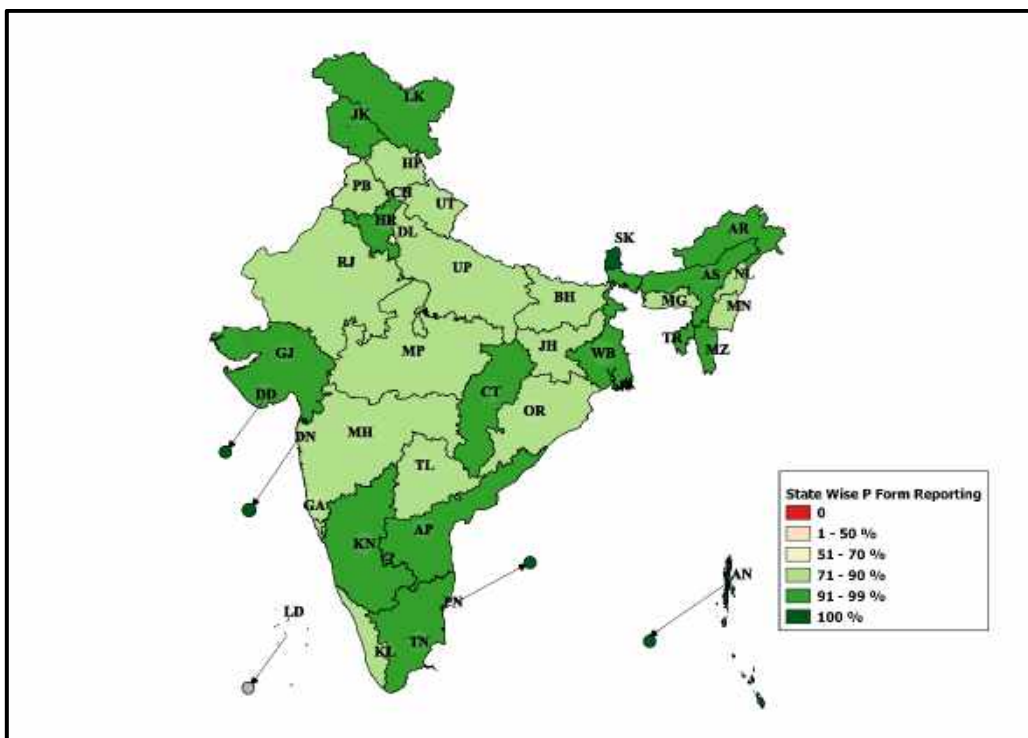 LK
JK
HP
PB
CH
UT
HR
DL
SK
AR
RJ
UP
AS
NL
BH
MG
MN
JH
TR
MP
WB
MZ
GJ
CT
DD
OR
DN
MH
TL
State Wise P Form Reporting
0
GA
1 - 50 %
AP
51 - 70 %
KN
71 - 90 %
AN
91 - 99 %
PN
LD
100 %
TN
KL